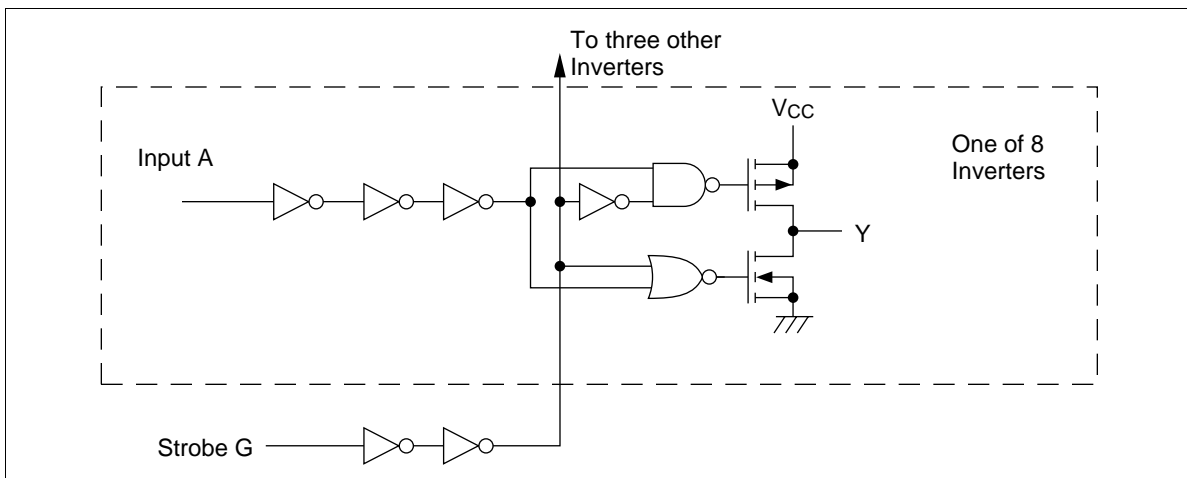 To three other
Inverters
VCC
Input A
One of 8
Inverters
Y
Strobe G